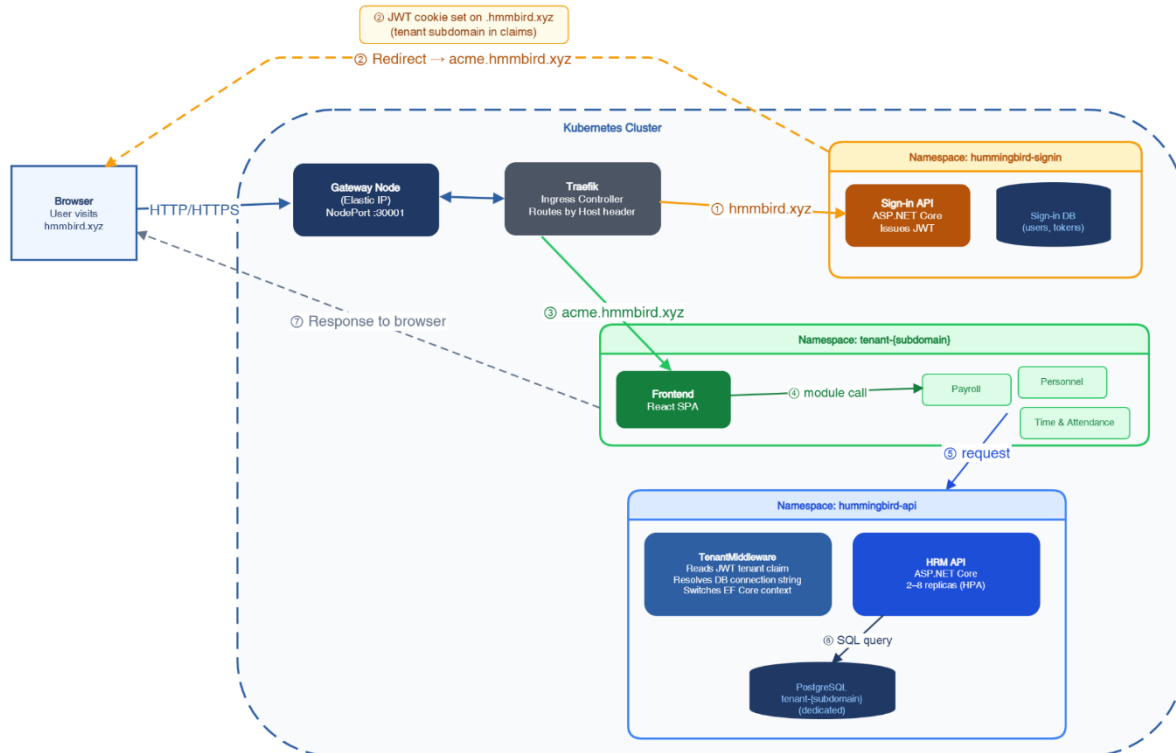 ② JWT cookie set on .hmmbird.xyz
(tenant subdomain in claims)
② Redirect → acme.hmmbird.xyz
Kubernetes Cluster
Browser
User visits
hmmbird.xyz
HTTP/HTTPS
Gateway Node
(Elastic IP)
NodePort :30001
Traefik
Ingress Controller
Routes by Host header
① hmmbird.xyz
Namespace: hummingbird-signin
Sign-in API
ASP.NET Core
Issues JWT
Sign-in DB
(users, tokens)
③ acme.hmmbird.xyz
⑦ Response to browser
Namespace: tenant-{subdomain}
Frontend
React SPA
④ module call
Payroll
Personnel
Time & Attendance
⑤ request
Namespace: hummingbird-api
TenantMiddleware
Reads JWT tenant claim
Resolves DB connection string
Switches EF Core context
HRM API
ASP.NET Core
2–8 replicas (HPA)
⑥ SQL query
PostgreSQL
tenant-{subdomain}
(dedicated)